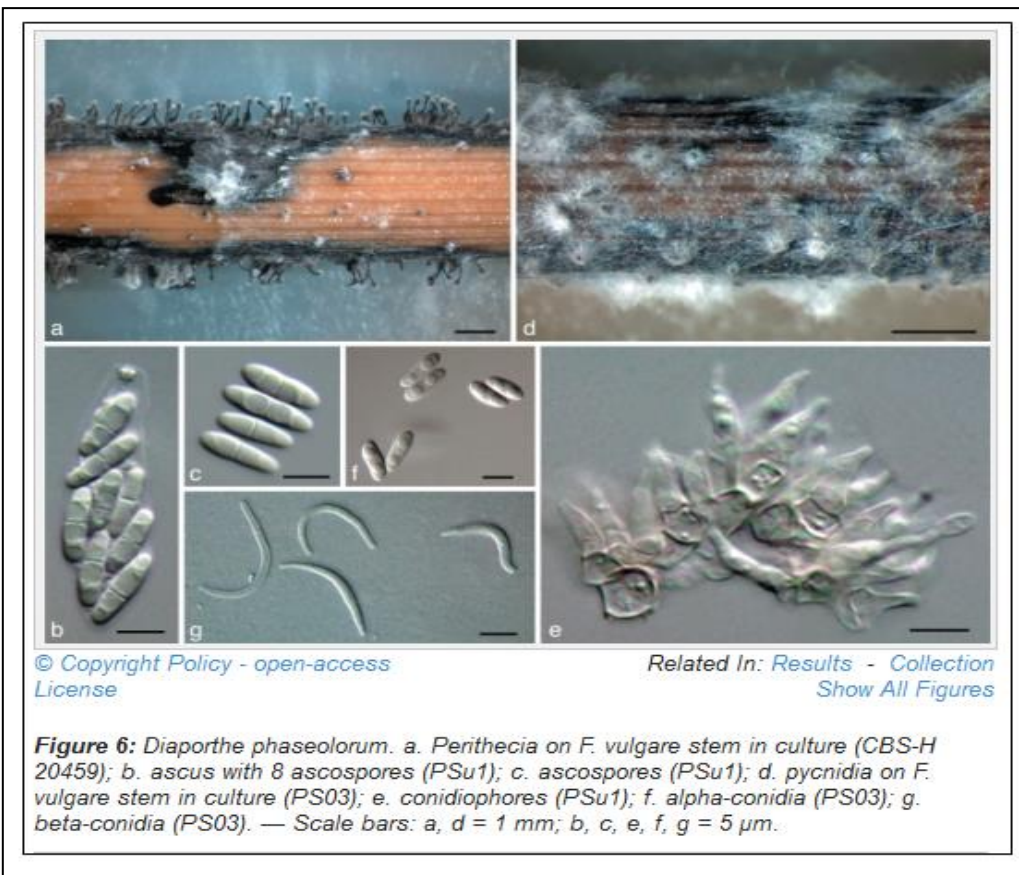 a
d
b
c
f
g
e
© Copyright Policy - open-access
License
Related In: Results - Collection
Show All Figures
Figure 6: Diaporthe phaseolorum. a. Perithecia on F. vulgare stem in culture (CBS-H
20459); b. ascus with 8 ascospores (PSu1); c. ascospores (PSu1); d. pycnidia on F.
vulgare stem in culture (PS03); e. conidiophores (PSu1); f. alpha-conidia (PS03); g.
beta-conidia (PS03). — Scale bars: a, d = 1 mm; b, c, e, f, g = 5 µm.